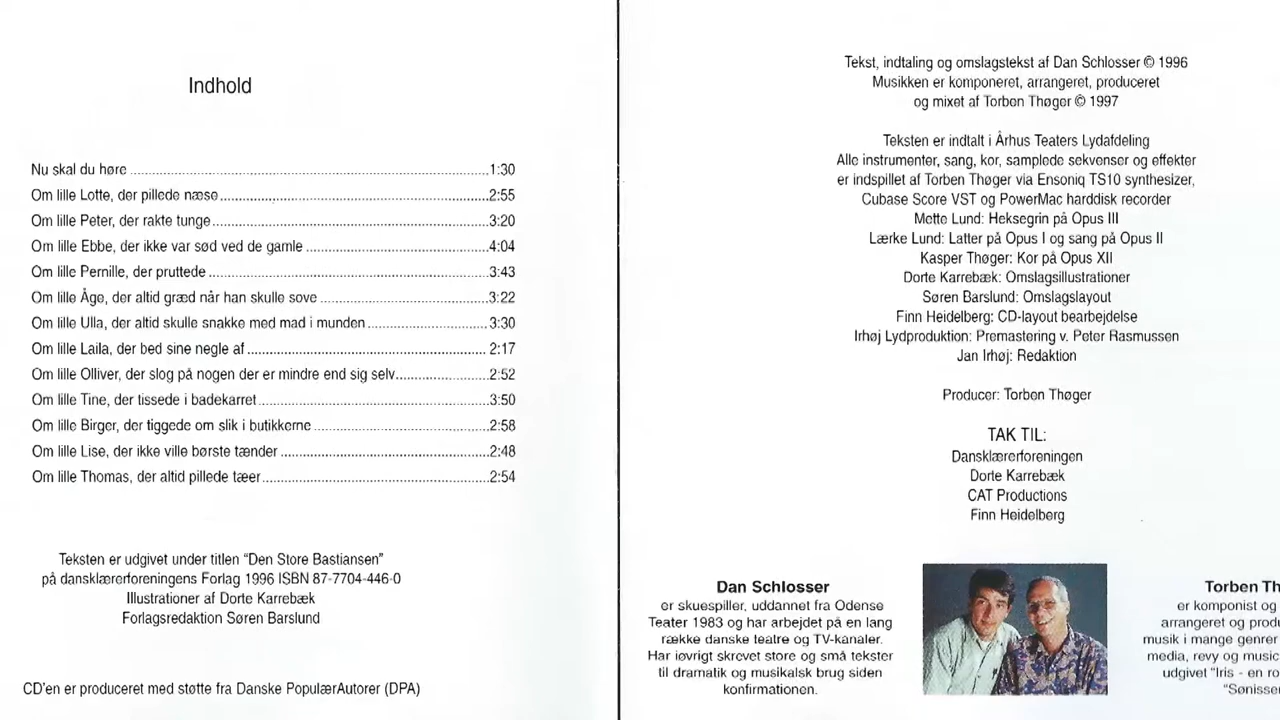 Indhold
Nu skal du høre ........ 1:30
Om lille Lotte, der pillede næse ........ 2:55
Om lille Peter, der rakte tunge ........ 3:20
Om lille Ebbe, der ikke var sød ved de gamle ........ 4:04
Om lille Pernille, der pruttede ........ 3:43
Om lille Åge, der altid græd når han skulle sove ........ 3:22
Om lille Ulla, der altid skulle snakke med mad i munden ........ 3:30
Om lille Laila, der bed sine negle af ........ 2:17
Om lille Olliver, der slog på nogen der er mindre end sig selv ........ 2:52
Om lille Tine, der tissede i badekarret ........ 3:50
Om lille Birger, der tiggede om slik i butikkerne ........ 2:58
Om lille Lise, der ikke ville børste tænder ........ 2:48
Om lille Thomas, der altid pillede tæer ........ 2:54
Teksten er udgivet under titlen "Den Store Bastiansen"
på dansklærerforeningens Forlag 1996 ISBN 87-7704-446-0
Illustrationer af Dorte Karrebæk
Forlagsredaktion Søren Barslund
CD'en er produceret med støtte fra Danske PopulærAutorer (DPA)
Tekst, indtaling og omslagstekst af Dan Schlosser © 1996
Musikken er komponeret, arrangeret, produceret
og mixet af Torben Thøger © 1997
Teksten er indtalt i Århus Teaters Lydafdeling
Alle instrumenter, sang, kor, samplede sekvenser og effekter
er indspillet af Torben Thøger via Ensoniq TS10 synthesizer,
Cubase Score VST og PowerMac harddisk recorder
Mette Lund: Heksegrin på Opus III
Lærke Lund: Latter på Opus I og sang på Opus II
Kasper Thøger: Kor på Opus XII
Dorte Karrebæk: Omslagsillustrationer
Søren Barslund: Omslagslayout
Finn Heidelberg: CD-layout bearbejdelse
Irhøj Lydproduktion: Premastering v. Peter Rasmussen
Jan Irhøj: Redaktion
Producer: Torben Thøger
TAK TIL:
Dansklærerforeningen
Dorte Karrebæk
CAT Productions
Finn Heidelberg
Dan Schlosser
er skuespiller, uddannet fra Odense
Teater 1983 og har arbejdet på en lang
række danske teatre og TV-kanaler.
Har iøvrigt skrevet store og små tekster
til dramatik og musikalsk brug siden
konfirmationen.
Torben Th
er komponist og
arrangeret og produ
musik i mange genrer
media, revy og music
udgivet "Iris - en ro
"Sønisser